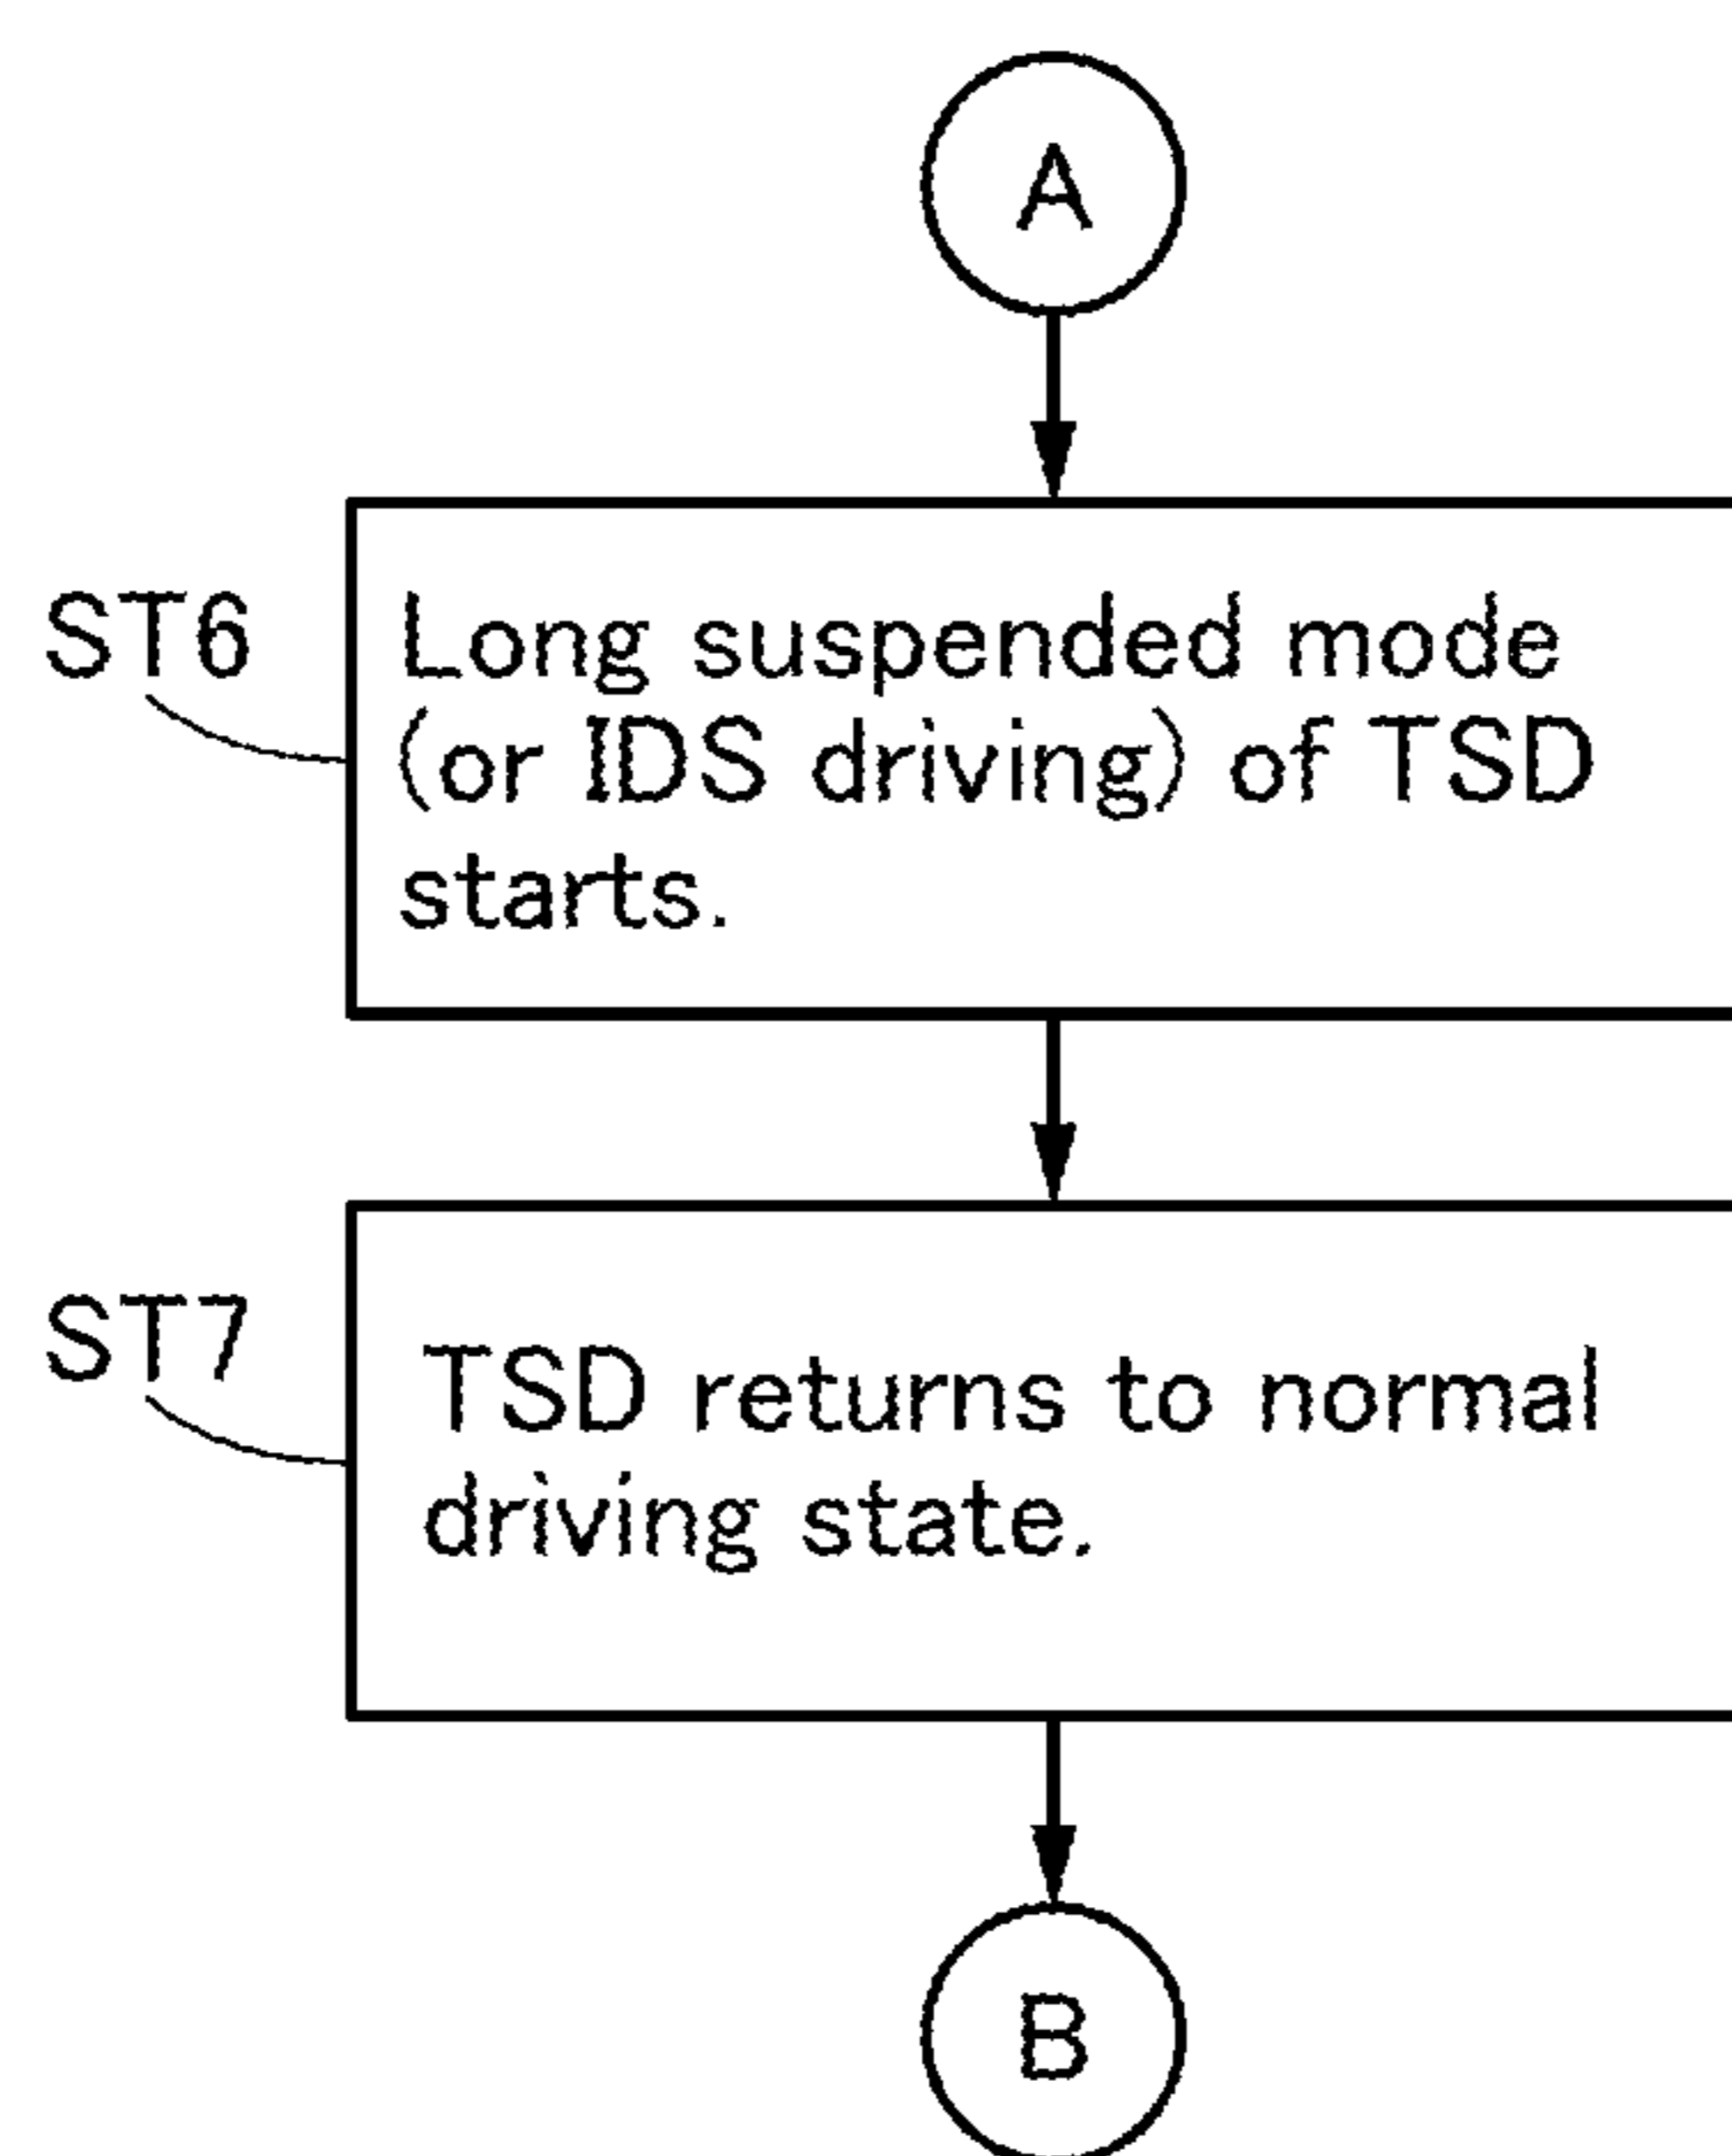 A
ST6
Long suspended mode
(or IDS driving) of TSD
starts.
ST7
TSD returns to normal
driving state.
B